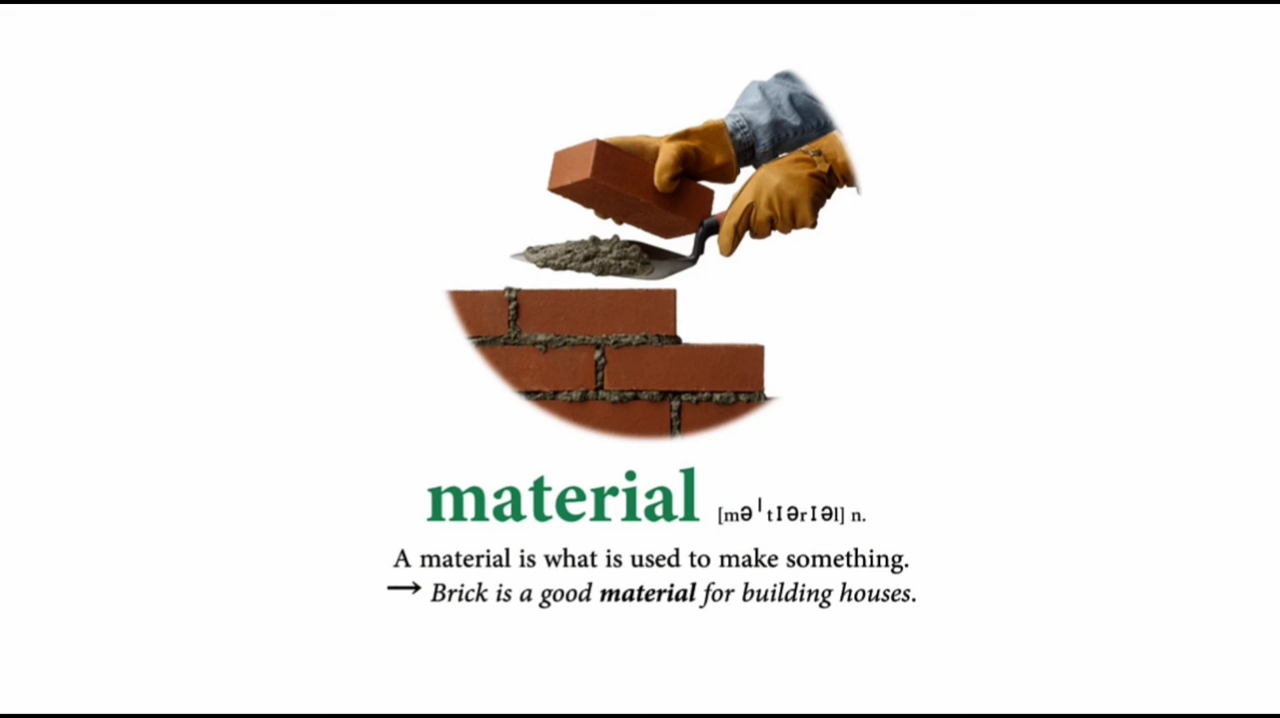 material [məˈtɪərɪəl] n.
A material is what is used to make something.
→ Brick is a good material for building houses.